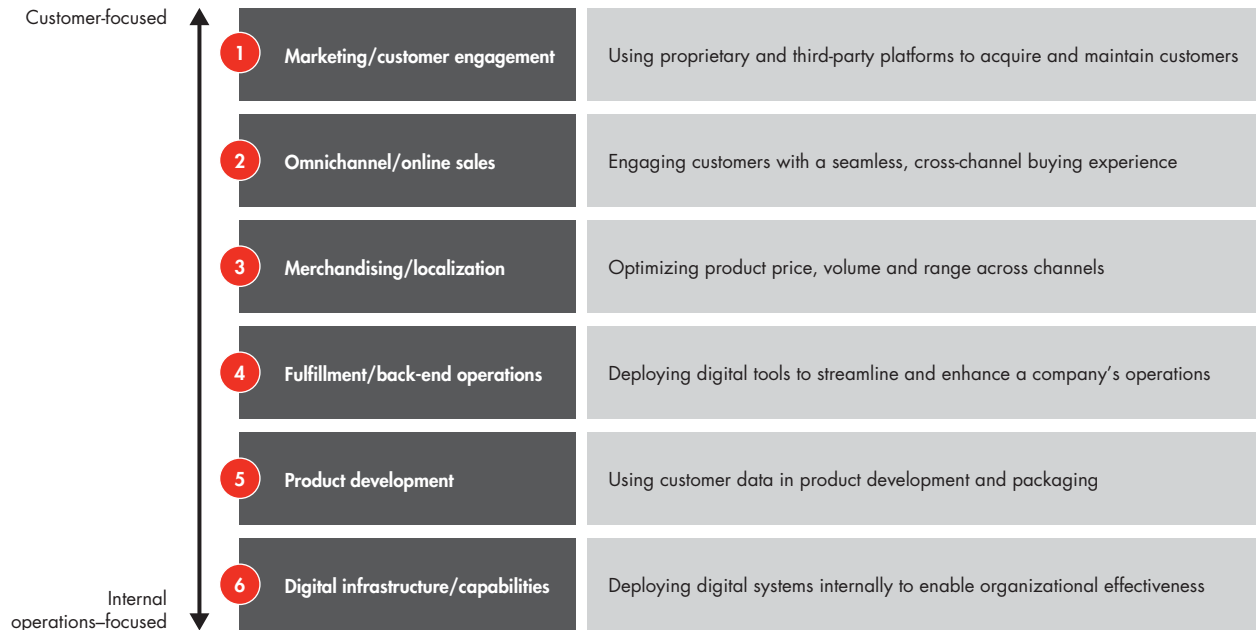 Customer-focused
1 Marketing/customer engagement Using proprietary and third-party platforms to acquire and maintain customers
2 Omnichannel/online sales Engaging customers with a seamless, cross-channel buying experience
3 Merchandising/localization Optimizing product price, volume and range across channels
4 Fulfillment/back-end operations Deploying digital tools to streamline and enhance a company’s operations
5 Product development Using customer data in product development and packaging
6 Digital infrastructure/capabilities Deploying digital systems internally to enable organizational effectiveness
Internal
operations–focused